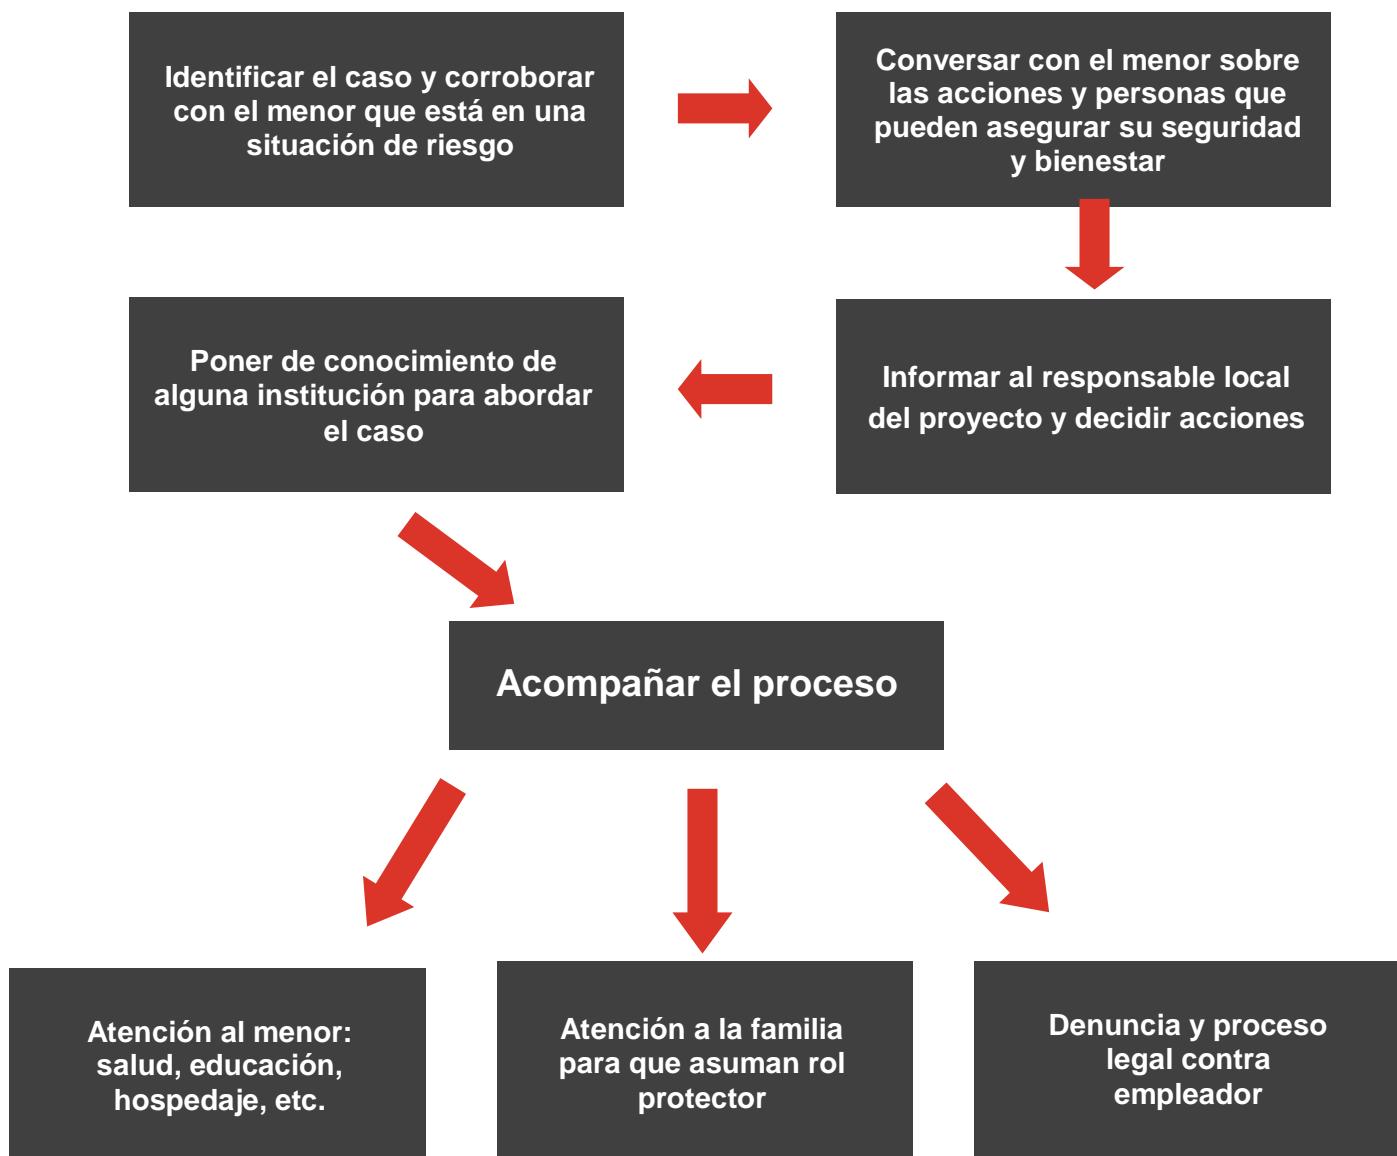 Identificar el caso y corroborar
con el menor que está en una
situación de riesgo
Conversar con el menor sobre
las acciones y personas que
pueden asegurar su seguridad
y bienestar
Informar al responsable local
del proyecto y decidir acciones
Poner de conocimiento de
alguna institución para abordar
el caso
Acompañar el proceso
Atención al menor:
salud, educación,
hospedaje, etc.
Atención a la familia
para que asuman rol
protector
Denuncia y proceso
legal contra
empleador